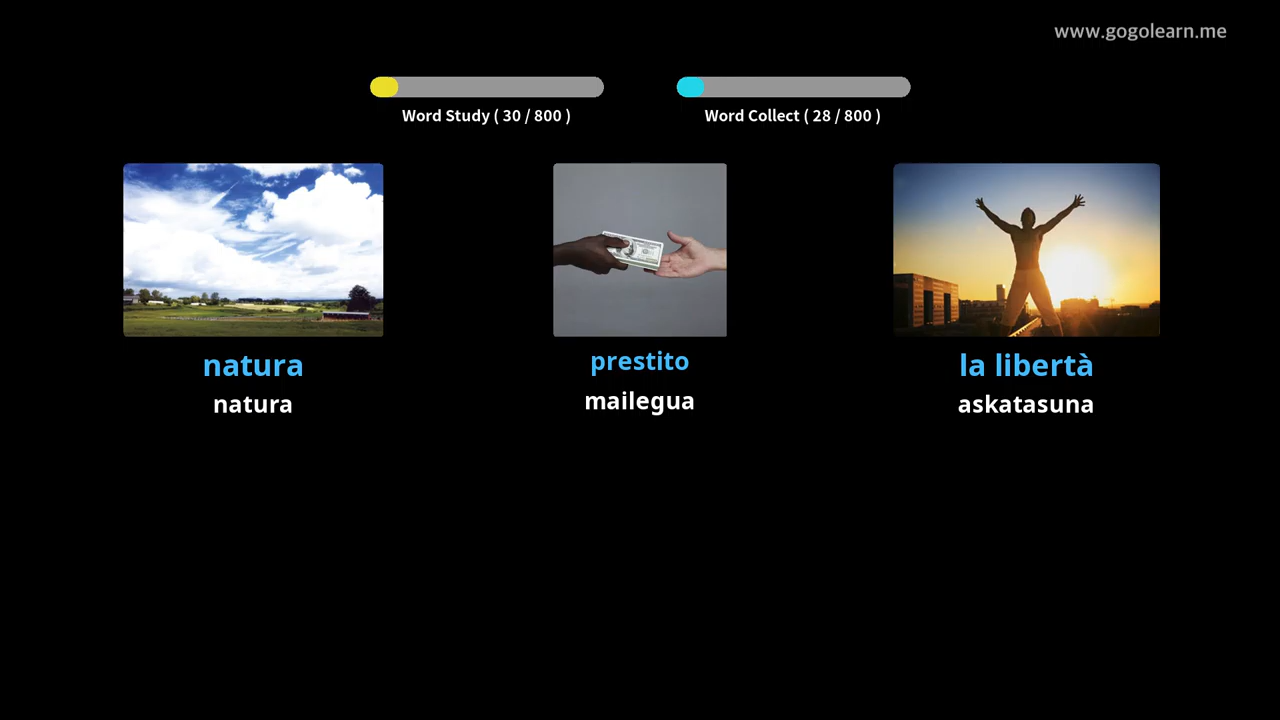 www.gogolearn.me
Word Study ( 30 / 800 )
Word Collect ( 28 / 800 )
natura
natura
prestito
mailegua
la libertà
askatasuna